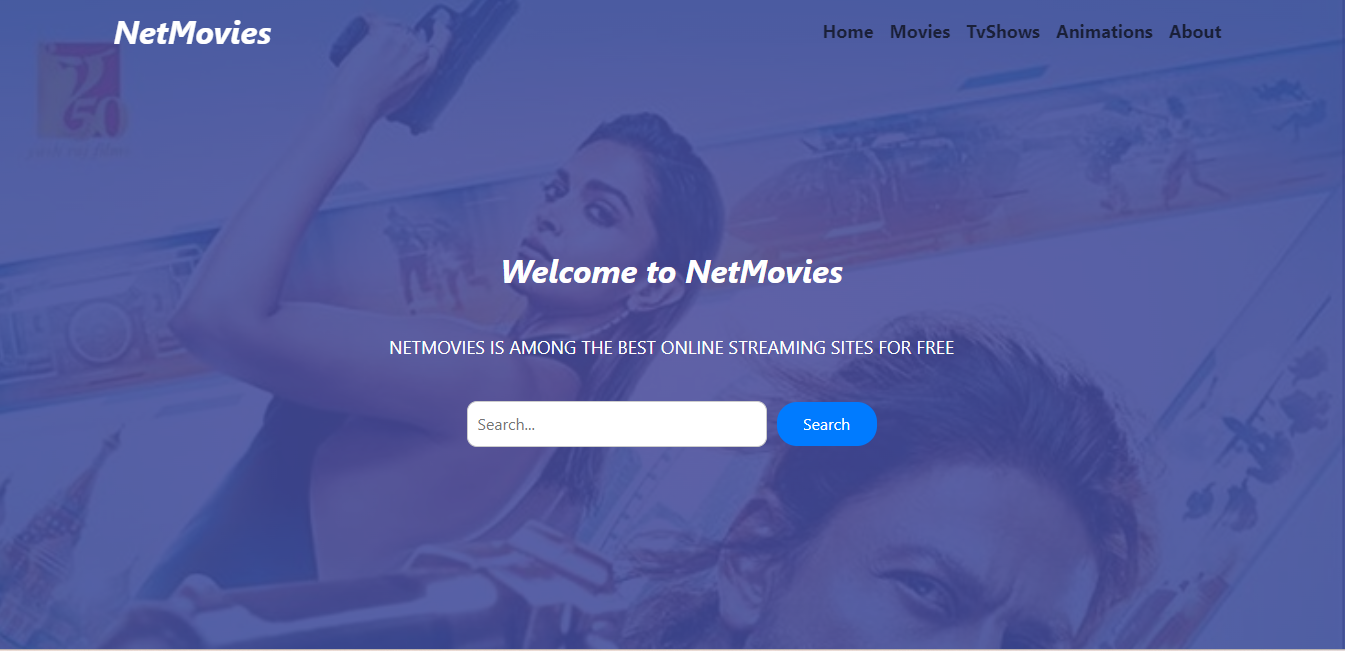 NetMovies
Home Movies TvShows Animations About
50
Welcome to NetMovies
NETMOVIES IS AMONG THE BEST ONLINE STREAMING SITES FOR FREE
Search...
Search